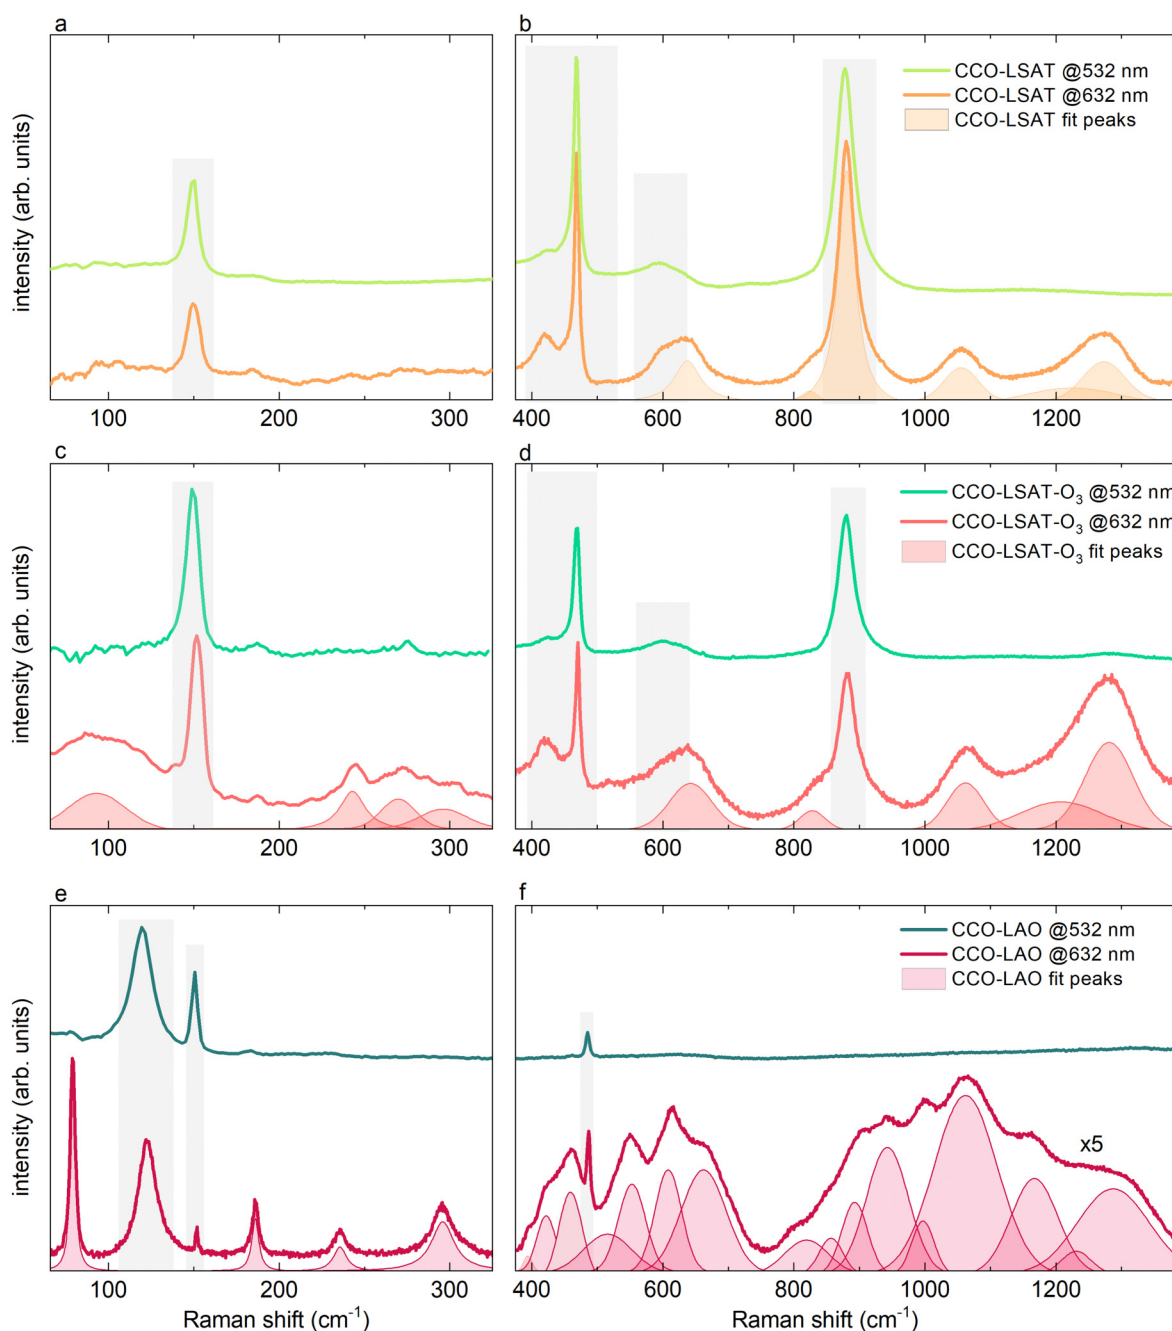 a
b
intensity (arb. units)
CCO-LSAT @532 nm
CCO-LSAT @632 nm
CCO-LSAT fit peaks
100 200 300
400 600 800 1000 1200
c
d
intensity (arb. units)
CCO-LSAT-O₃ @532 nm
CCO-LSAT-O₃ @632 nm
CCO-LSAT-O₃ fit peaks
100 200 300
400 600 800 1000 1200
e
f
intensity (arb. units)
CCO-LAO @532 nm
CCO-LAO @632 nm
CCO-LAO fit peaks
x5
100 200 300
400 600 800 1000 1200
Raman shift (cm⁻¹)
Raman shift (cm⁻¹)